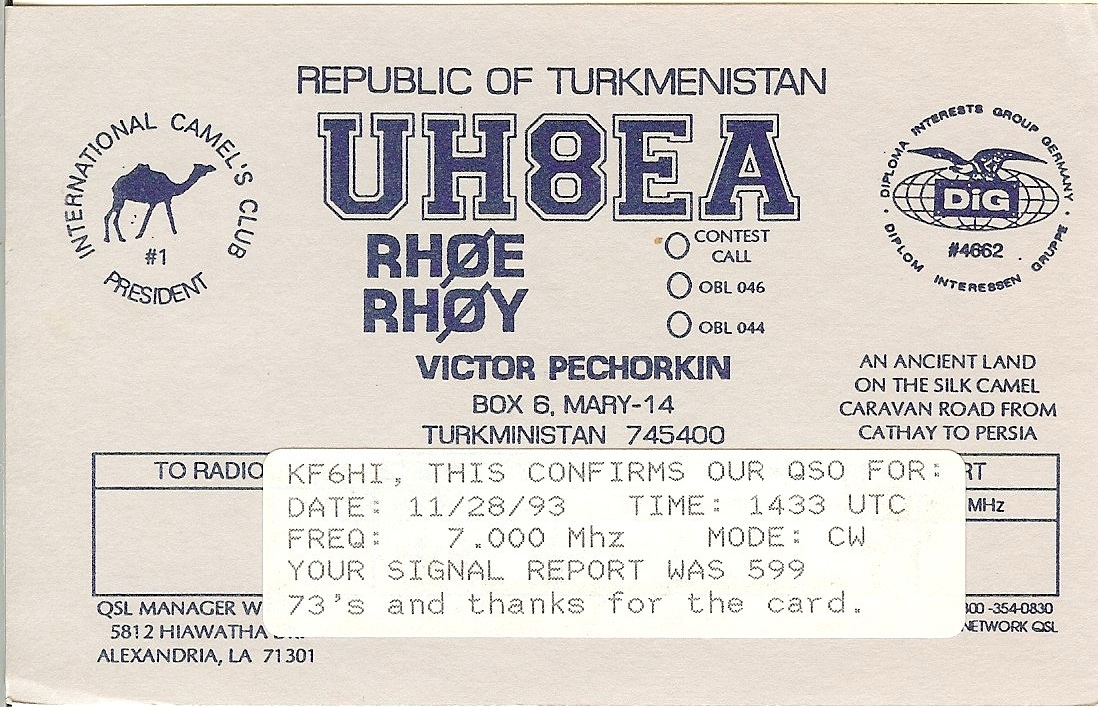 REPUBLIC OF TURKMENISTAN
UH8EA
INTERNATIONAL CAMEL'S CLUB
#1
PRESIDENT
DIPLOMA INTERESTS GROUP GERMANY
DiG
#4662
DIPLOM INTERESSEN GRUPPE
RHØE
RHØY
CONTEST
CALL
OBL 046
OBL 044
VICTOR PECHORKIN
BOX 6, MARY-14
TURKMINISTAN 745400
AN ANCIENT LAND
ON THE SILK CAMEL
CARAVAN ROAD FROM
CATHAY TO PERSIA
TO RADIO
RT
MHz
KF6HI, THIS CONFIRMS OUR QSO FOR:
DATE: 11/28/93 TIME: 1433 UTC
FREQ: 7.000 Mhz MODE: CW
YOUR SIGNAL REPORT WAS 599
73's and thanks for the card.
QSL MANAGER W
5812 HIAWATHA
ALEXANDRIA, LA 71301
800-354-0830
NETWORK QSL